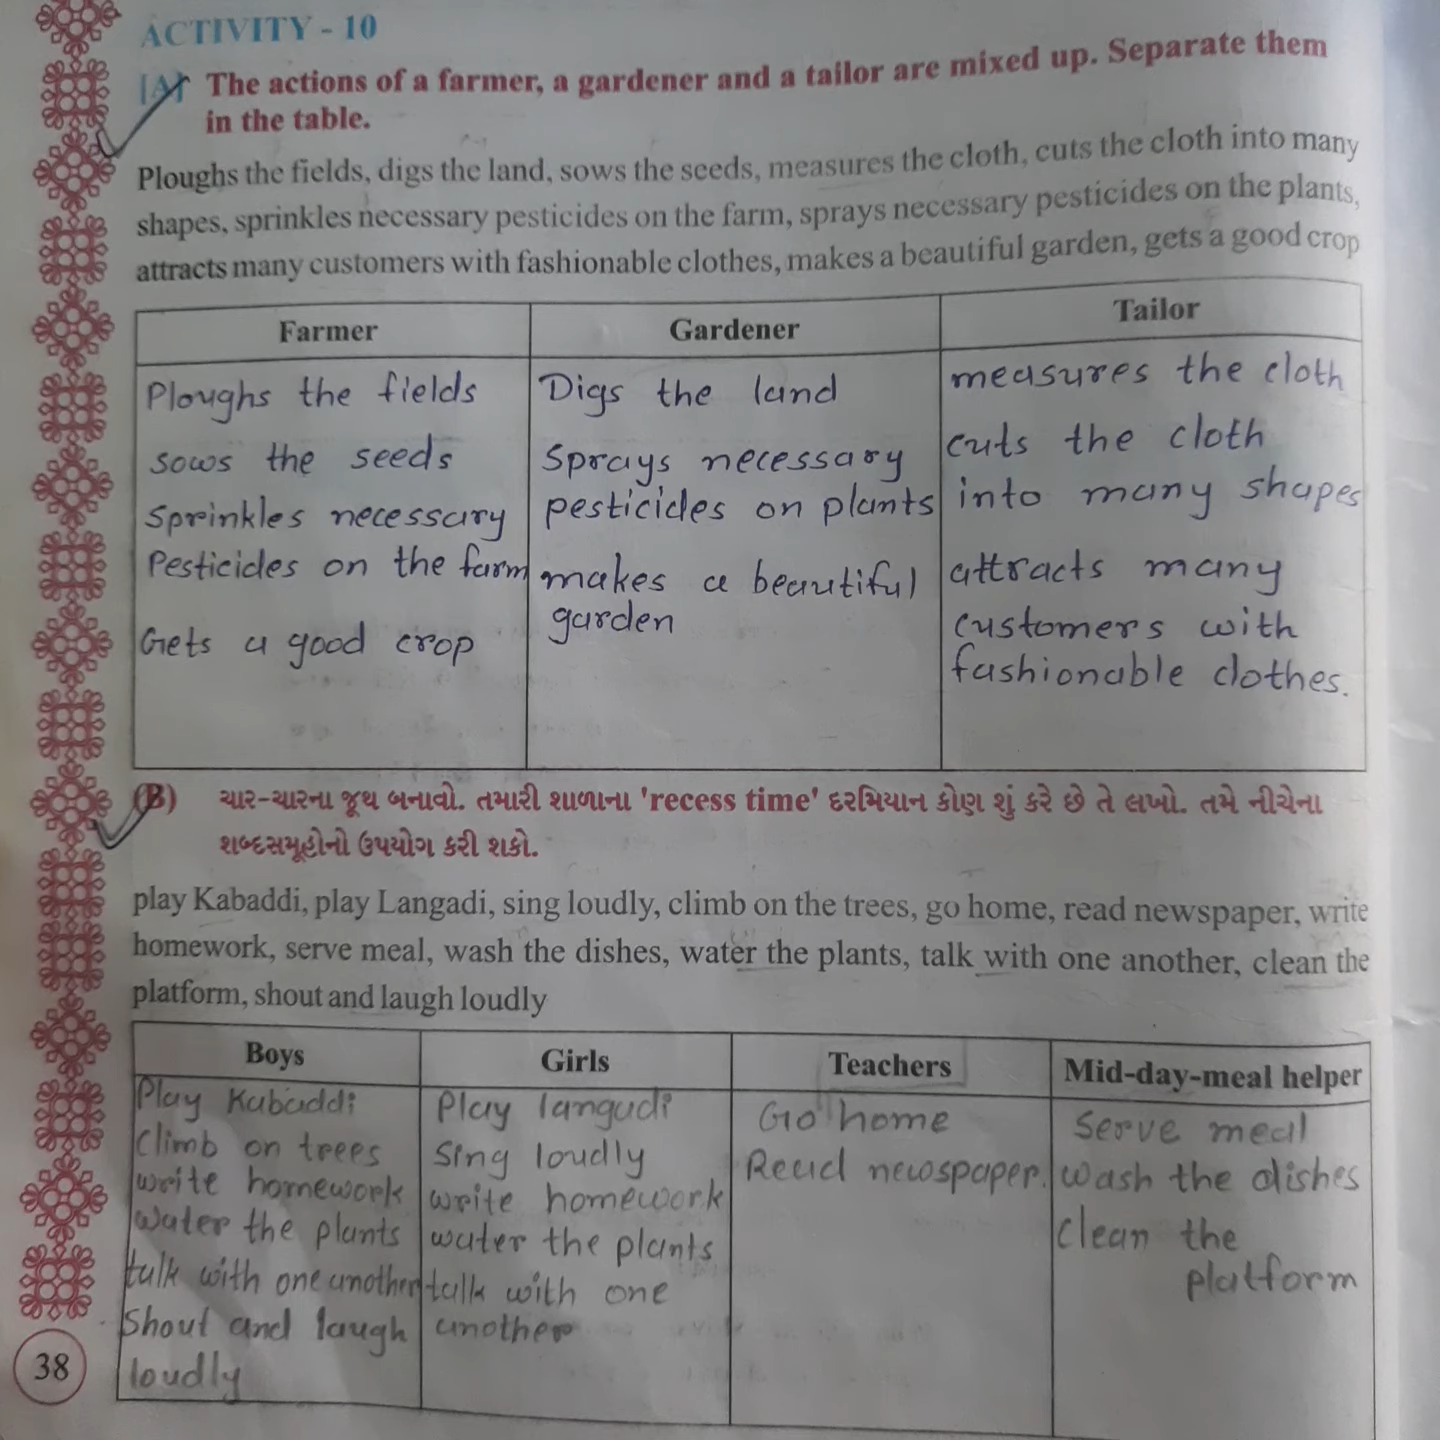 ACTIVITY - 10
[A] The actions of a farmer, a gardener and a tailor are mixed up. Separate them
in the table.
Ploughs the fields, digs the land, sows the seeds, measures the cloth, cuts the cloth into many
shapes, sprinkles necessary pesticides on the farm, sprays necessary pesticides on the plants,
attracts many customers with fashionable clothes, makes a beautiful garden, gets a good crop
Farmer
Ploughs the fields
sows the seeds
Sprinkles necessary
Pesticides on the farm
Gets a good crop
Gardener
Digs the land
Sprays necessary
pesticides on plants
makes a beautiful
garden
Tailor
measures the cloth
cuts the cloth
into many shapes
attracts many
customers with
fashionable clothes.
(B) ચાર-ચારના જૂથ બનાવો. તમારી શાળાના 'recess time' દરમિયાન કોણ શું કરે છે તે લખો. તમે નીચેના
શબ્દસમૂહોનો ઉપયોગ કરી શકો.
play Kabaddi, play Langadi, sing loudly, climb on the trees, go home, read newspaper, write
homework, serve meal, wash the dishes, water the plants, talk with one another, clean the
platform, shout and laugh loudly
Boys
Play Kabaddi
Climb on trees
write homework
Water the plants
talk with one another
Shout and laugh
loudly
Girls
Play langadi
Sing loudly
write homework
water the plants
talk with one
another
Teachers
Go home
Read newspaper.
Mid-day-meal helper
Serve meal
Wash the dishes
Clean the
platform
38